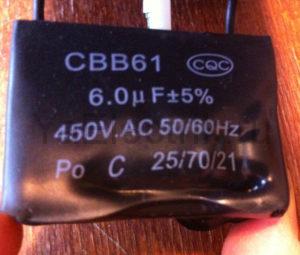 CBB61 CQC
6.0µF±5%
450V.AC 50/60Hz
Po C 25/70/21